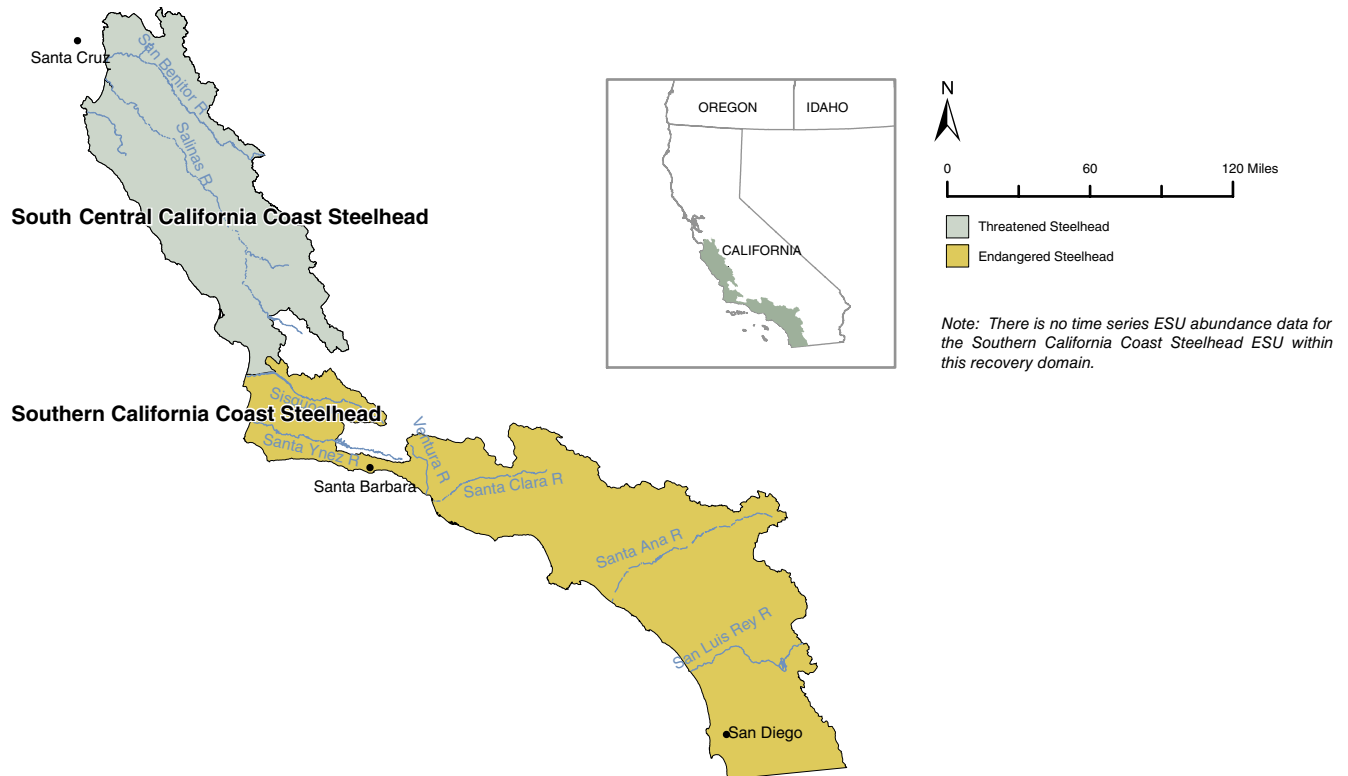 Santa Cruz
San Benitor R
Salinas R
South Central California Coast Steelhead
Southern California Coast Steelhead
Santa Ynez R
Ventura R
Santa Barbara
Santa Clara R
Santa Ana R
San Luis Rey R
San Diego
OREGON
IDAHO
CALIFORNIA
N
0 60 120 Miles
Threatened Steelhead
Endangered Steelhead
Note: There is no time series ESU abundance data for
the Southern California Coast Steelhead ESU within
this recovery domain.